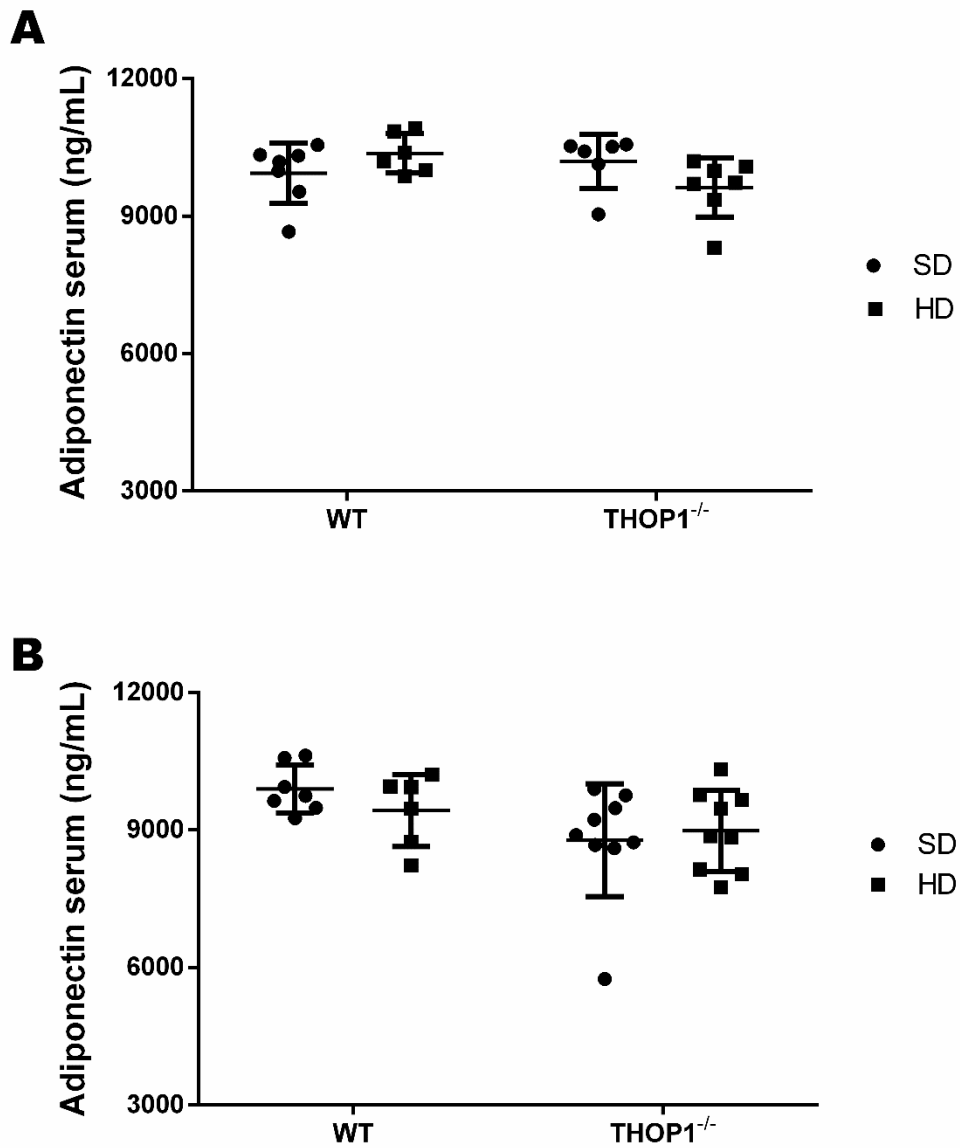 A
Adiponectin serum (ng/mL)
12000
9000
6000
3000
WT
THOP1-/-
SD
HD
B
Adiponectin serum (ng/mL)
12000
9000
6000
3000
WT
THOP1-/-
SD
HD